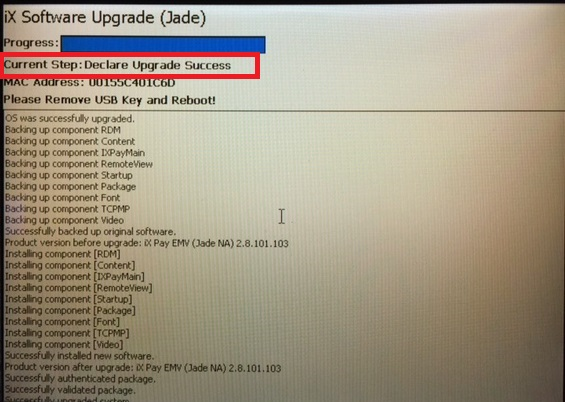 iX Software Upgrade (Jade)
Progress:
Current Step:Declare Upgrade Success
MAC Address: 00155C401C6D
Please Remove USB Key and Reboot!
OS was successfully upgraded.
Backing up component RDM
Backing up component Content
Backing up component IXPayMain
Backing up component RemoteView
Backing up component Startup
Backing up component Package
Backing up component Font
Backing up component TCPMP
Backing up component Video
Successfully backed up original software.
Product version before upgrade: iX Pay EMV (Jade NA) 2.8.101.103
Installing component [RDM]
Installing component [Content]
Installing component [IXPayMain]
Installing component [RemoteView]
Installing component [Startup]
Installing component [Package]
Installing component [Font]
Installing component [TCPMP]
Installing component [Video]
Successfully installed new software.
Product version after upgrade: iX Pay EMV (Jade NA) 2.8.101.103
Successfully authenticated package.
Successfully validated package.
Successfully upgraded system